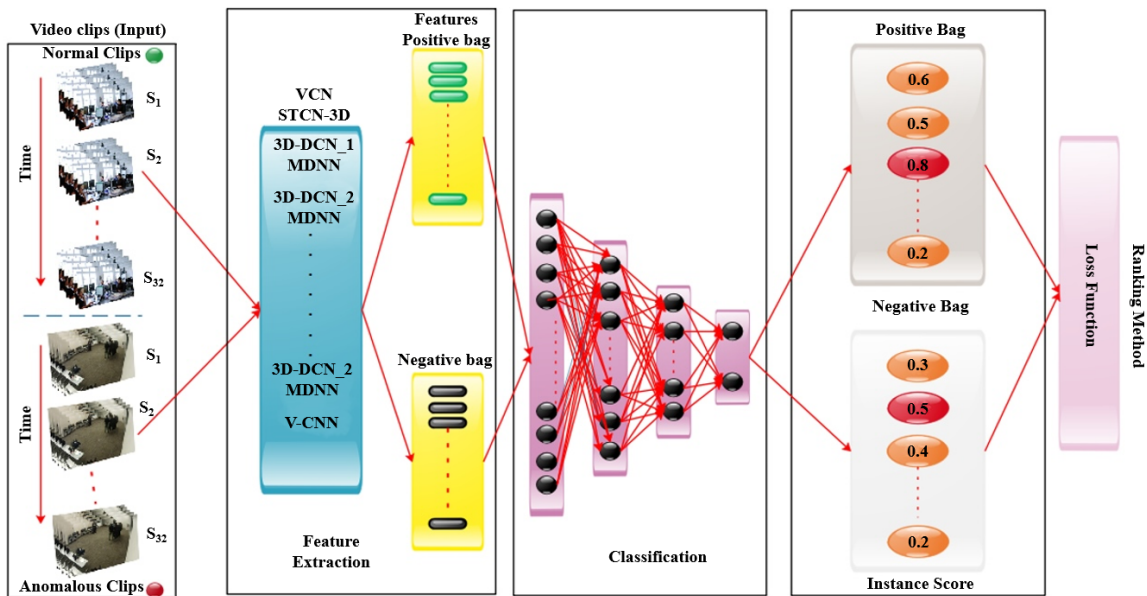 Video clips (Input)
Normal Clips
S1
S2
S32
Time
S1
S2
S32
Time
Anomalous Clips
VCN
STCN-3D
3D-DCN_1
MDNN
3D-DCN_2
MDNN
3D-DCN_2
MDNN
V-CNN
Features
Positive bag
Negative bag
Feature
Extraction
Classification
Positive Bag
0.6
0.5
0.8
0.2
Negative Bag
0.3
0.5
0.4
0.2
Instance Score
Loss Function
Ranking Method